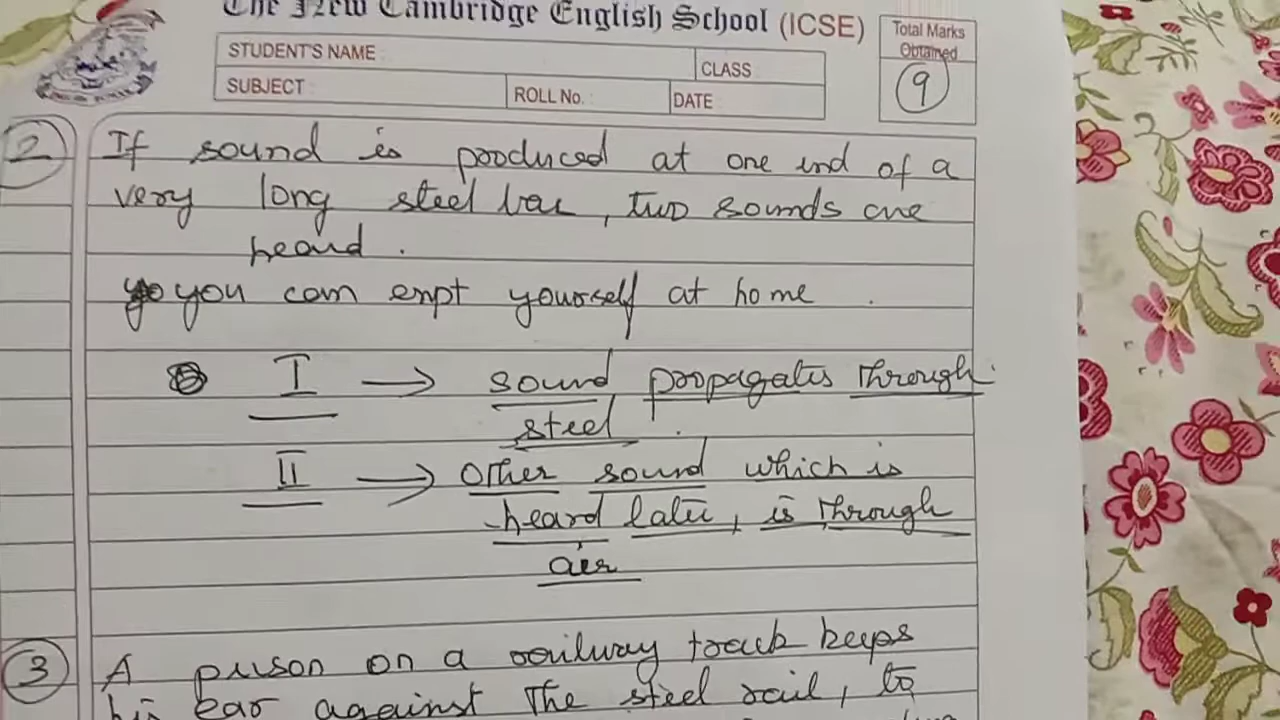 The New Cambridge English School (ICSE)
Total Marks
Obtained
9
STUDENT'S NAME :
CLASS
SUBJECT :
ROLL No. :
DATE :
2
If sound is produced at one end of a
very long steel bar, two sounds are
heard .
you can expt yourself at home .
I → sound propagates through
steel .
II → Other sound which is
heard later, is through
air
3
A person on a railway track keeps
his ear against the steel rail, to